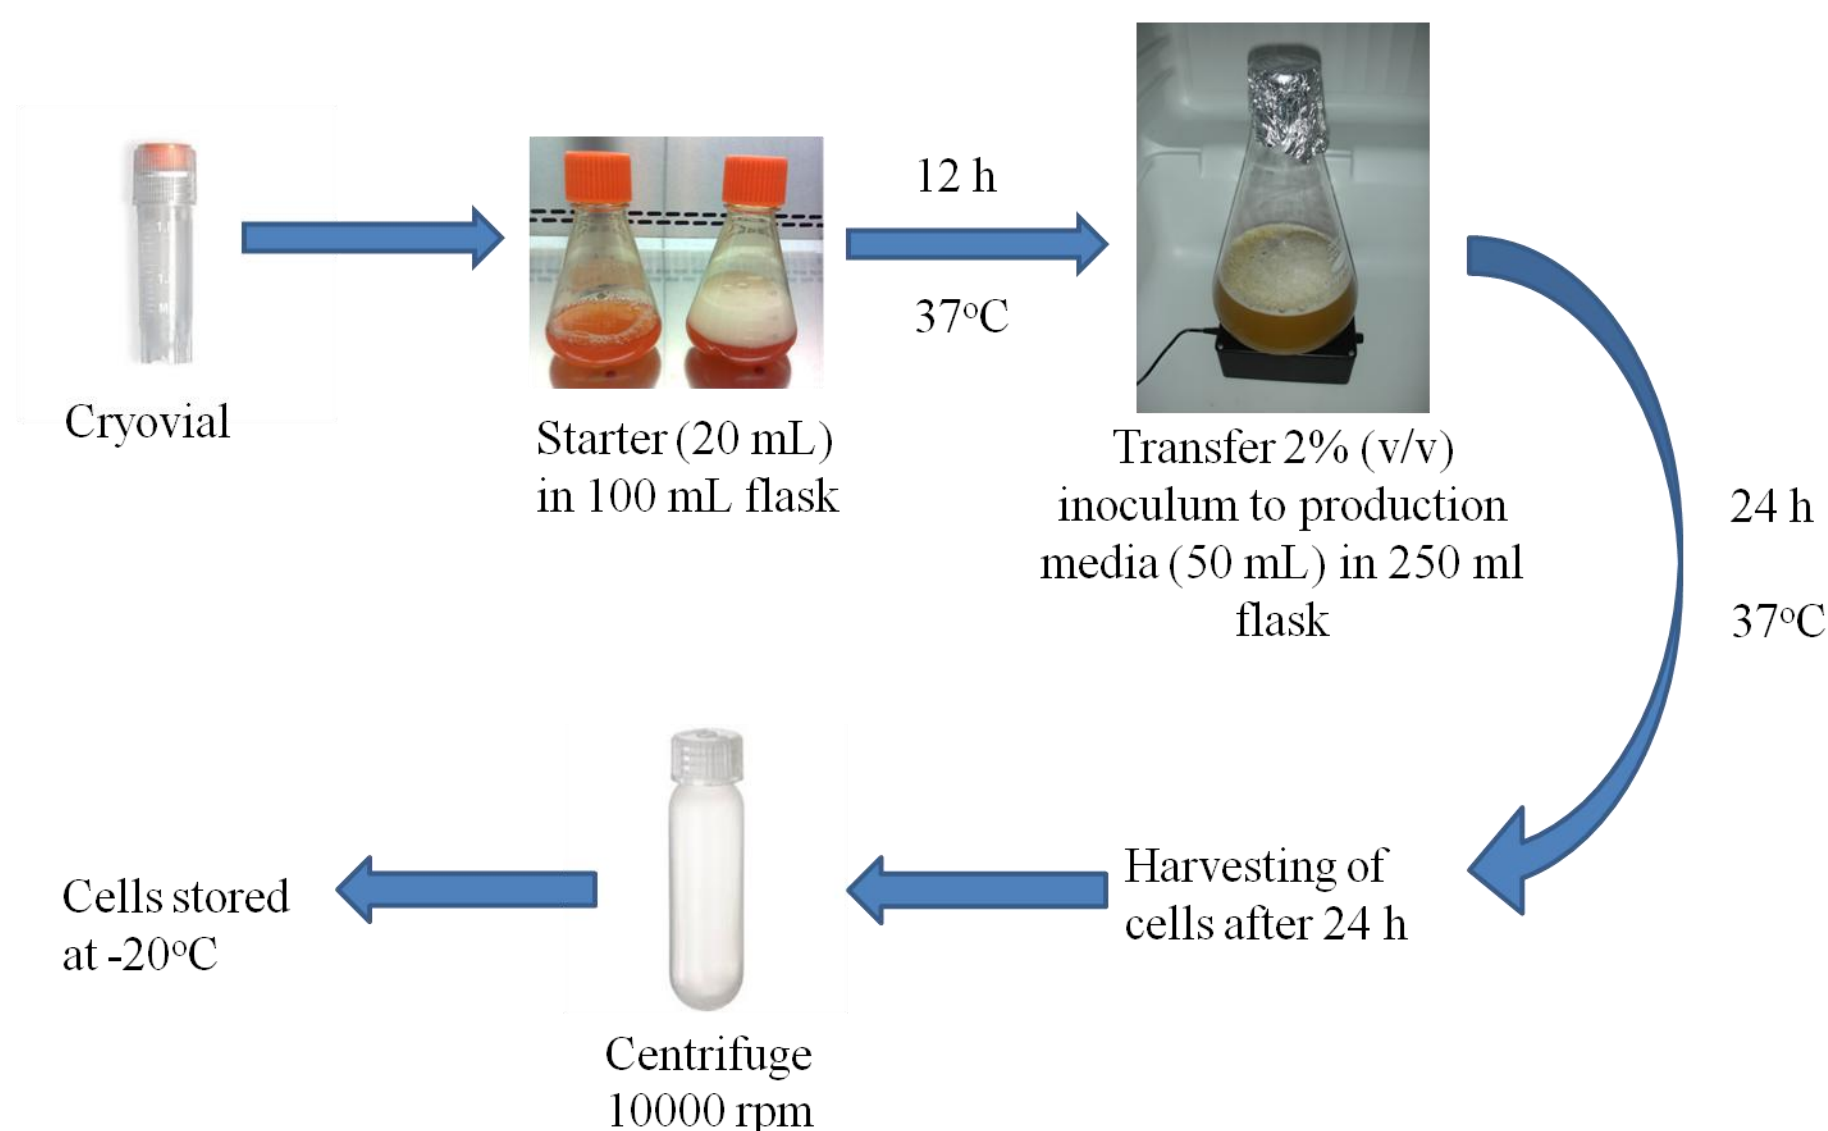 Cryovial
Starter (20 mL)
in 100 mL flask
12 h
37°C
Transfer 2% (v/v)
inoculum to production
media (50 mL) in 250 ml
flask
24 h
37°C
Harvesting of
cells after 24 h
Centrifuge
10000 rpm
Cells stored
at -20°C